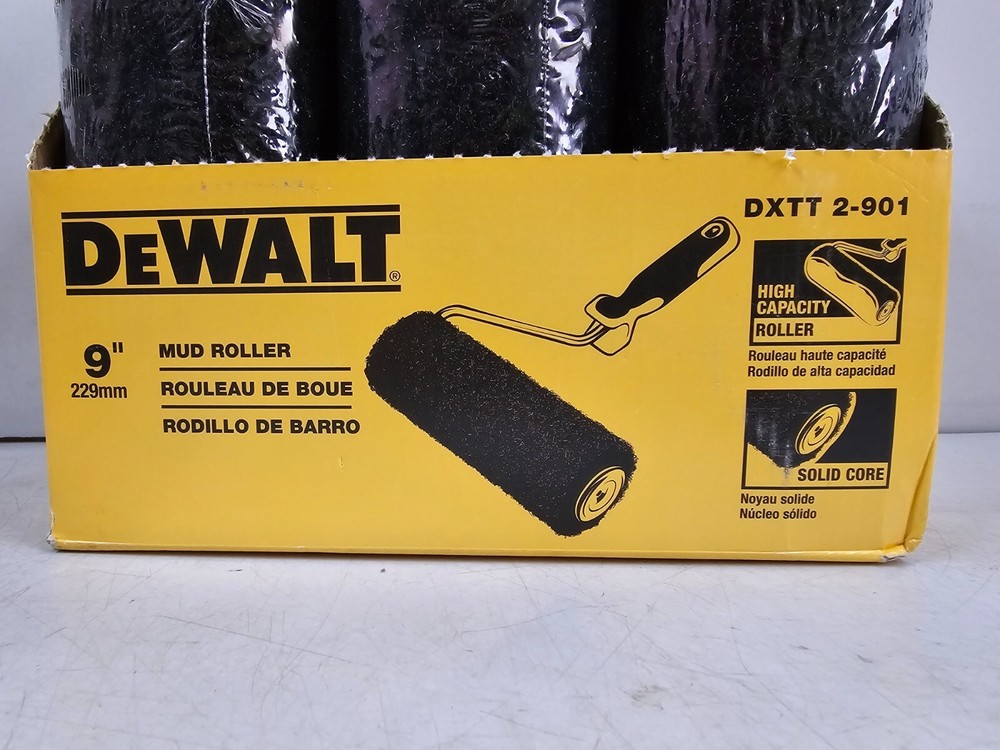 DEWALT®
9"
229mm
MUD ROLLER
ROULEAU DE BOUE
RODILLO DE BARRO
DXTT 2-901
HIGH
CAPACITY
ROLLER
Rouleau haute capacité
Rodillo de alta capacidad
SOLID CORE
Noyau solide
Núcleo sólido